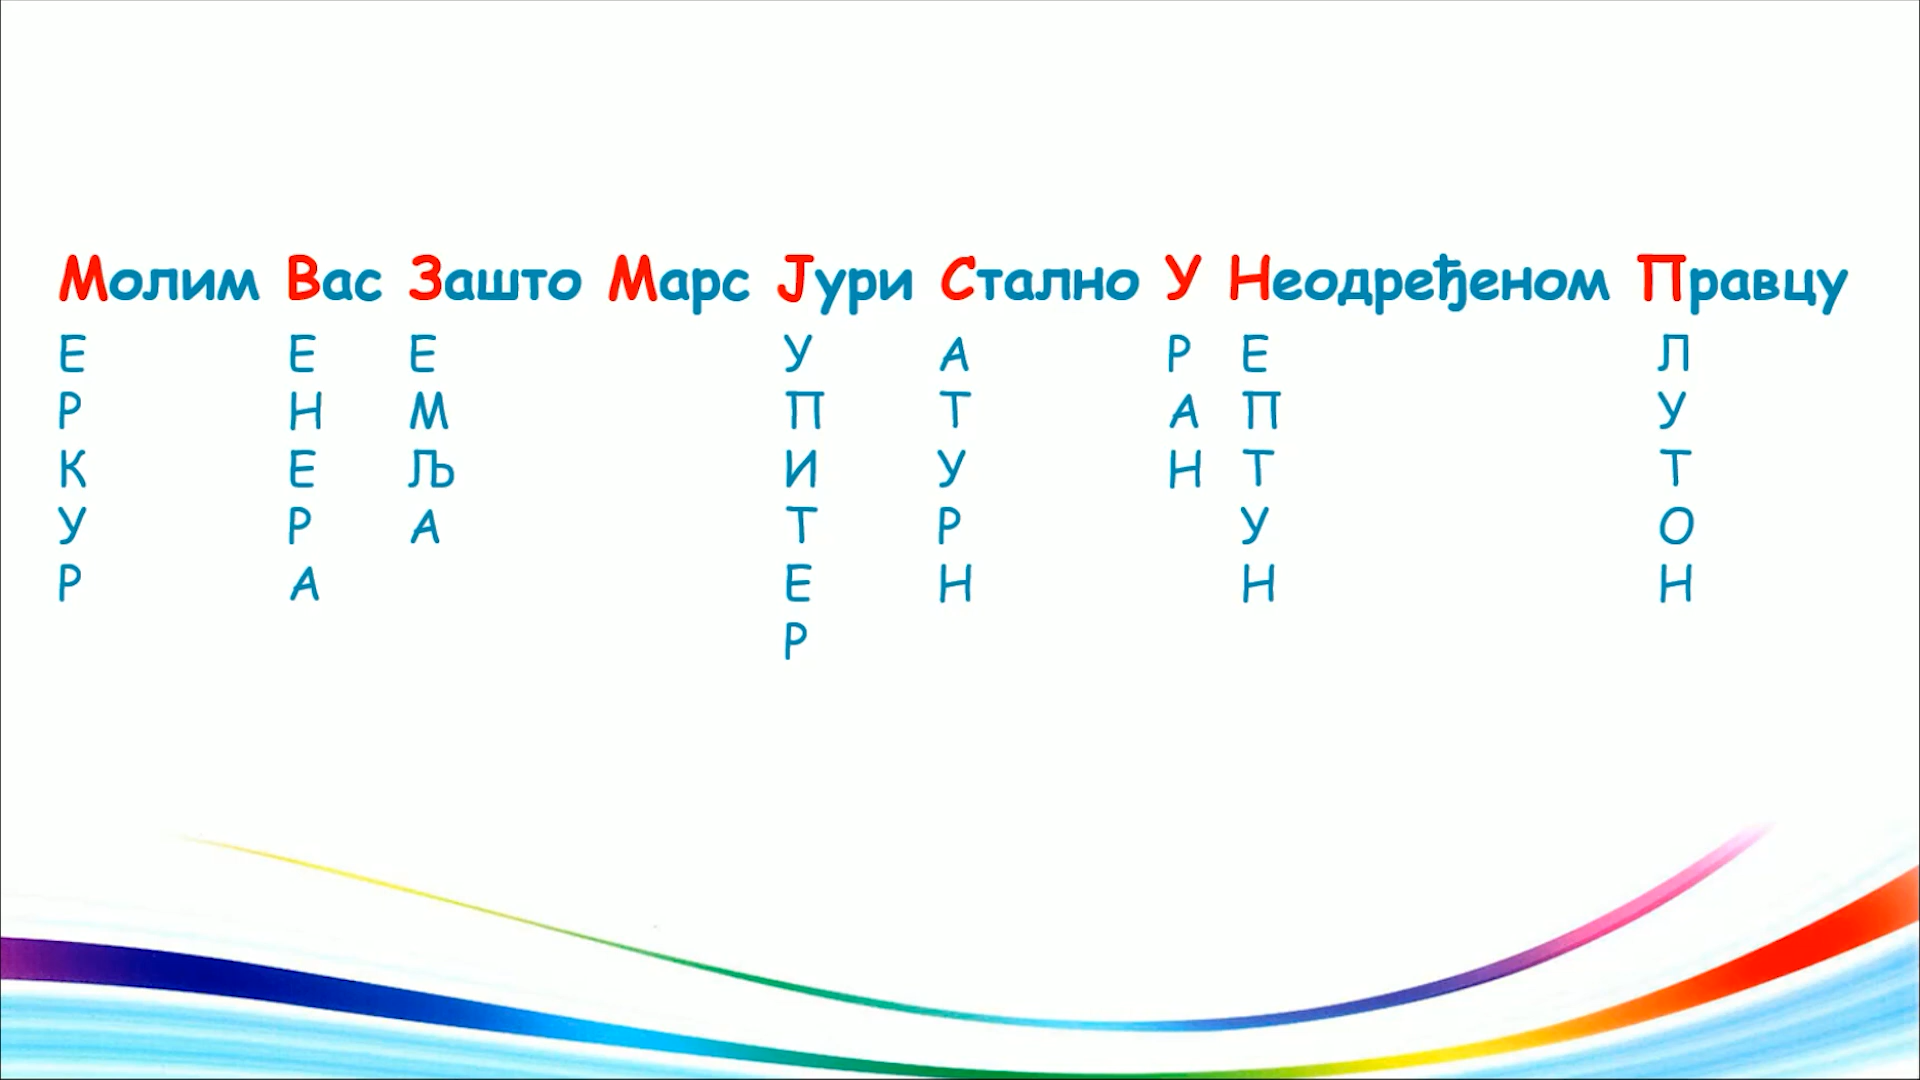 Молим Вас Зашто Марс Јури Стално У Неодређеном Правцу
Е Е Е У А Р Е Л
Р Н М П Т А П У
К Е Љ И У Н Т Т
У Р А Т Р У О
Р А Е Н Н Н
Р